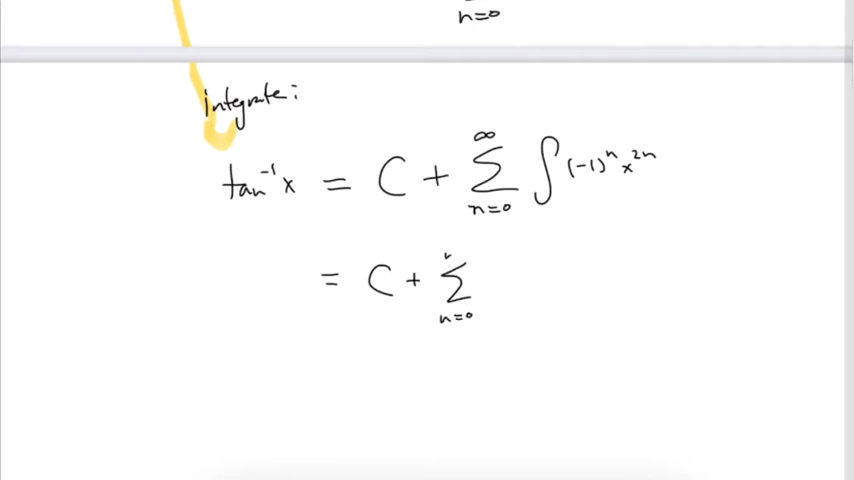 n=0
integrate:
tan⁻¹x = C + ∑ₙ₌₀^∞ ∫(-1)ⁿ x²ⁿ
= C + ∑ₙ₌₀